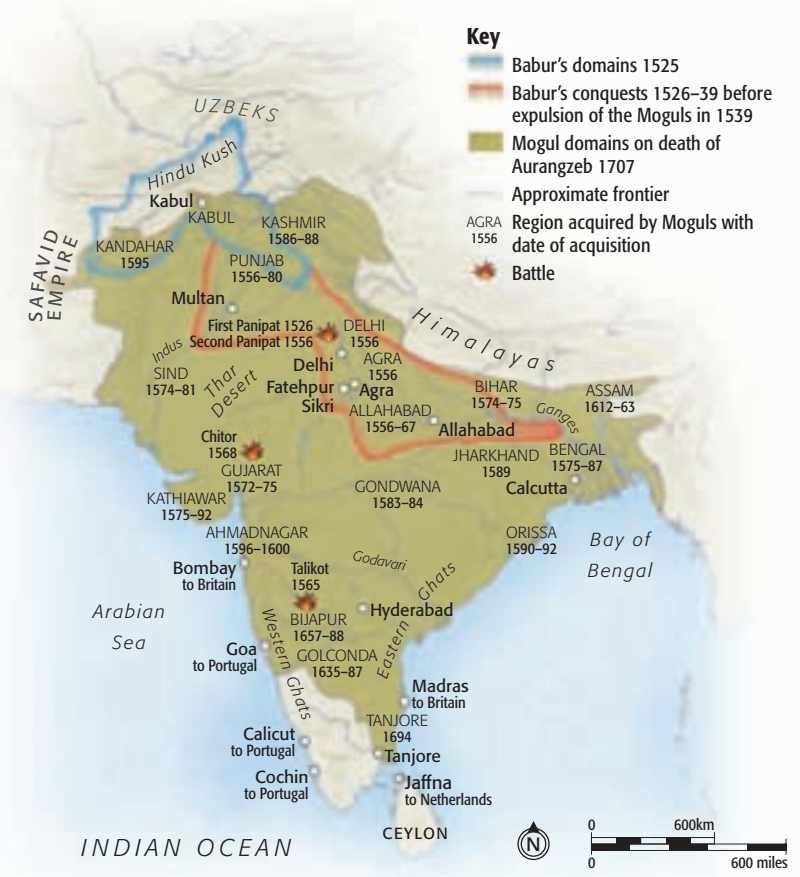 Key
Babur's domains 1525
Babur's conquests 1526–39 before
expulsion of the Moguls in 1539
Mogul domains on death of
Aurangzeb 1707
Approximate frontier
AGRA
1556
Region acquired by Moguls with
date of acquisition
Battle
UZBEKS
Hindu Kush
Kabul
KABUL
KASHMIR
1586–88
SAFAVID
EMPIRE
KANDAHAR
1595
PUNJAB
1556–80
Multan
First Panipat 1526
Second Panipat 1556
DELHI
1556
Himalayas
Indus
Delhi
AGRA
1556
SIND
1574–81
Thar
Desert
Fatehpur
Sikri
Agra
BIHAR
1574–75
ASSAM
1612–63
ALLAHABAD
1556–67
Allahabad
Ganges
Chitor
1568
GUJARAT
1572–75
JHARKHAND
1589
BENGAL
1575–87
KATHIAWAR
1575–92
GONDWANA
1583–84
Calcutta
AHMADNAGAR
1596–1600
ORISSA
1590–92
Bay of
Bengal
Bombay
to Britain
Talikot
1565
Godavari
Arabian
Sea
Hyderabad
BIJAPUR
1657–88
Western Ghats
Eastern Ghats
Goa
to Portugal
GOLCONDA
1635–87
Madras
to Britain
TANJORE
1694
Calicut
to Portugal
Tanjore
Cochin
to Portugal
Jaffna
to Netherlands
CEYLON
INDIAN OCEAN
N
0 600km
0 600 miles